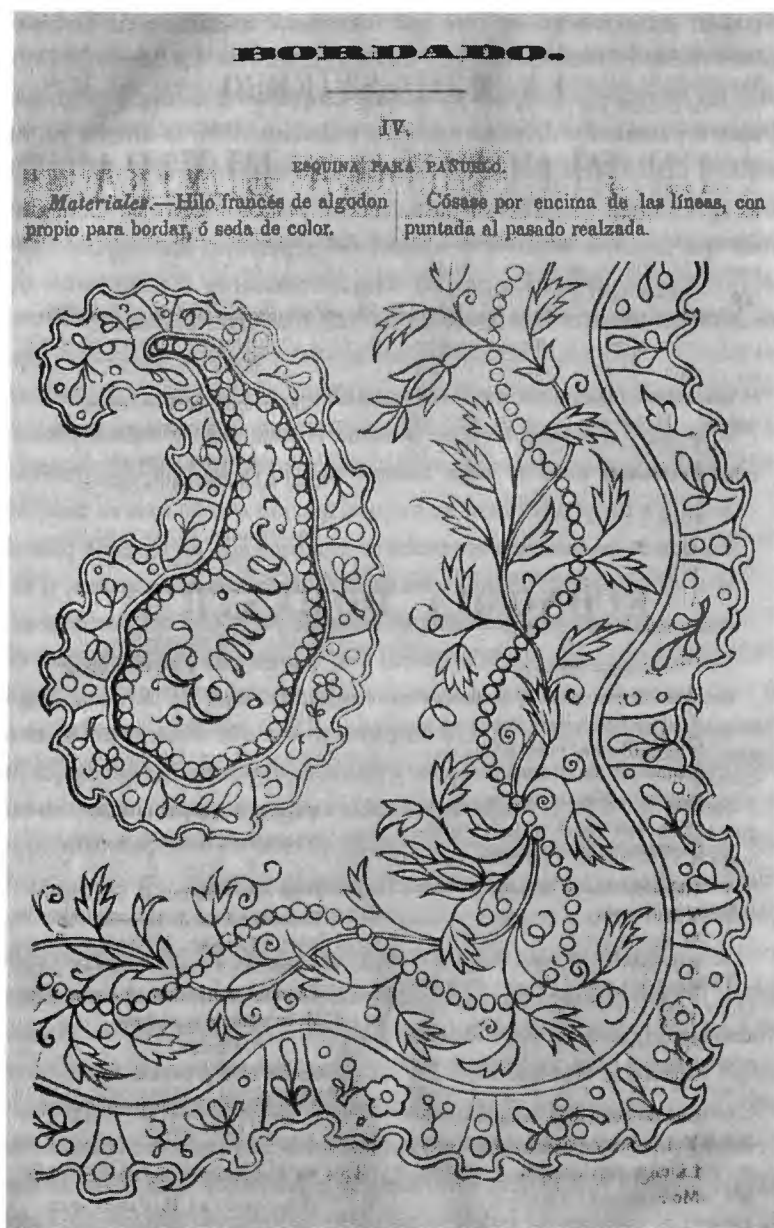 BORDADO.
IV.
ESQUINA PARA PAÑUELO.
Materiales.—Hilo francés de algodon
propio para bordar, ó seda de color.
Cósase por encima de las líneas, con
puntada al pasado realzada.
Emilia